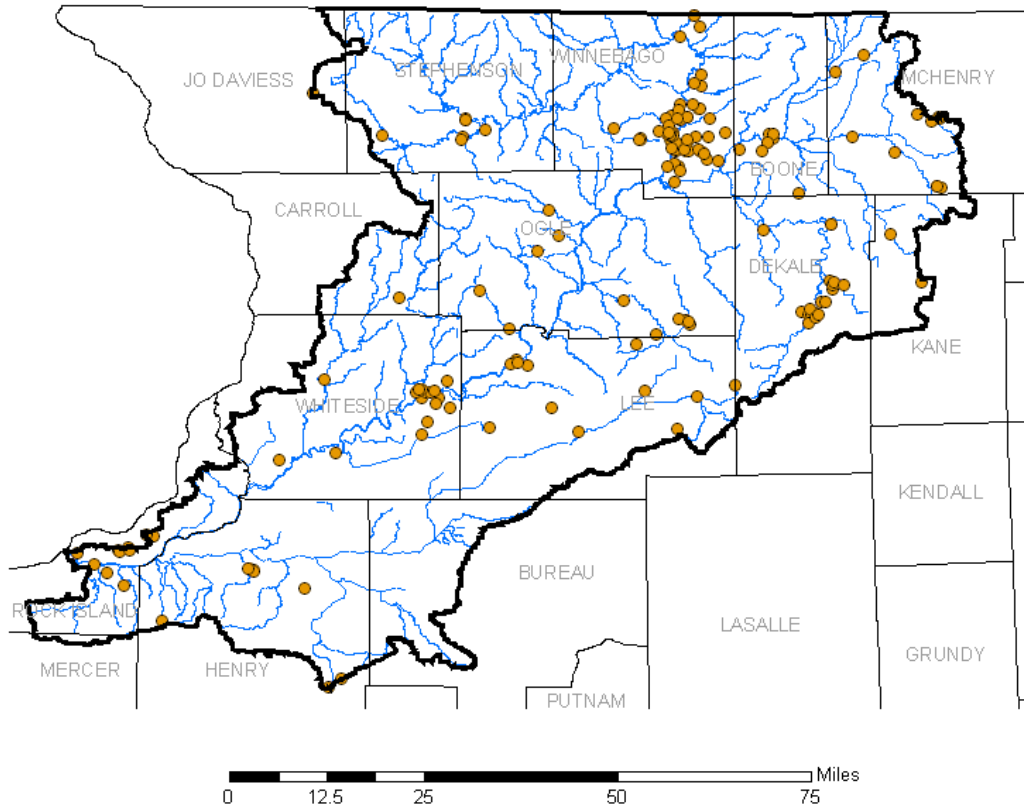 WINNEBAGO
STEPHENSON
JO DAVIESS
MCHENRY
BOONE
CARROLL
OGLE
DEKALB
KANE
WHITESIDE
LEE
KENDALL
BUREAU
ROCK ISLAND
LASALLE
GRUNDY
MERCER
HENRY
PUTNAM
Miles
0 12.5 25 50 75